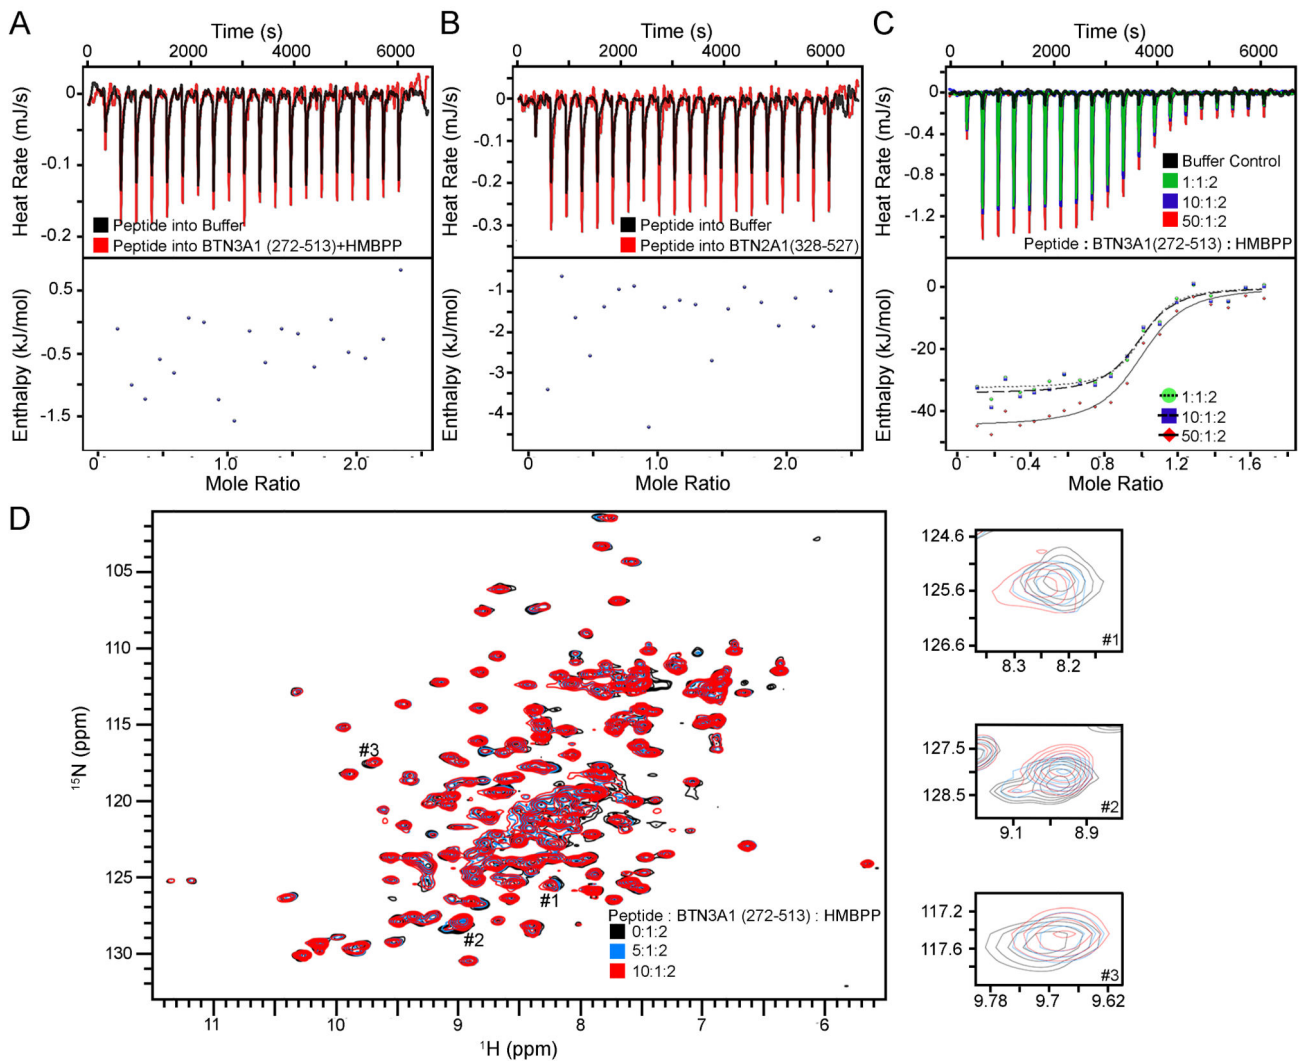 A
Time (s)
0 2000 4000 6000
Heat Rate (mJ/s)
0
-0.1
-0.2
Peptide into Buffer
Peptide into BTN3A1 (272-513)+HMBPP
Enthalpy (kJ/mol)
0.5
-0.5
-1.5
0 1.0 2.0
Mole Ratio
B
Time (s)
0 2000 4000 6000
Heat Rate (mJ/s)
0
-0.1
-0.2
-0.3
Peptide into Buffer
Peptide into BTN2A1(328-527)
Enthalpy (kJ/mol)
-1
-2
-3
-4
0 1.0 2.0
Mole Ratio
C
Time (s)
0 2000 4000 6000
Heat Rate (mJ/s)
0
-0.4
-0.8
-1.2
Buffer Control
1:1:2
10:1:2
50:1:2
Peptide : BTN3A1(272-513) : HMBPP
Enthalpy (kJ/mol)
0
-20
-40
1:1:2
10:1:2
50:1:2
0 0.4 0.8 1.2 1.6
Mole Ratio
D
15N (ppm)
105
110
115
120
125
130
#3
#1
#2
Peptide : BTN3A1 (272-513) : HMBPP
0:1:2
5:1:2
10:1:2
11 10 9 8 7 6
1H (ppm)
124.6
125.6
126.6
#1
8.3 8.2
127.5
128.5
#2
9.1 8.9
117.2
117.6
#3
9.78 9.7 9.62